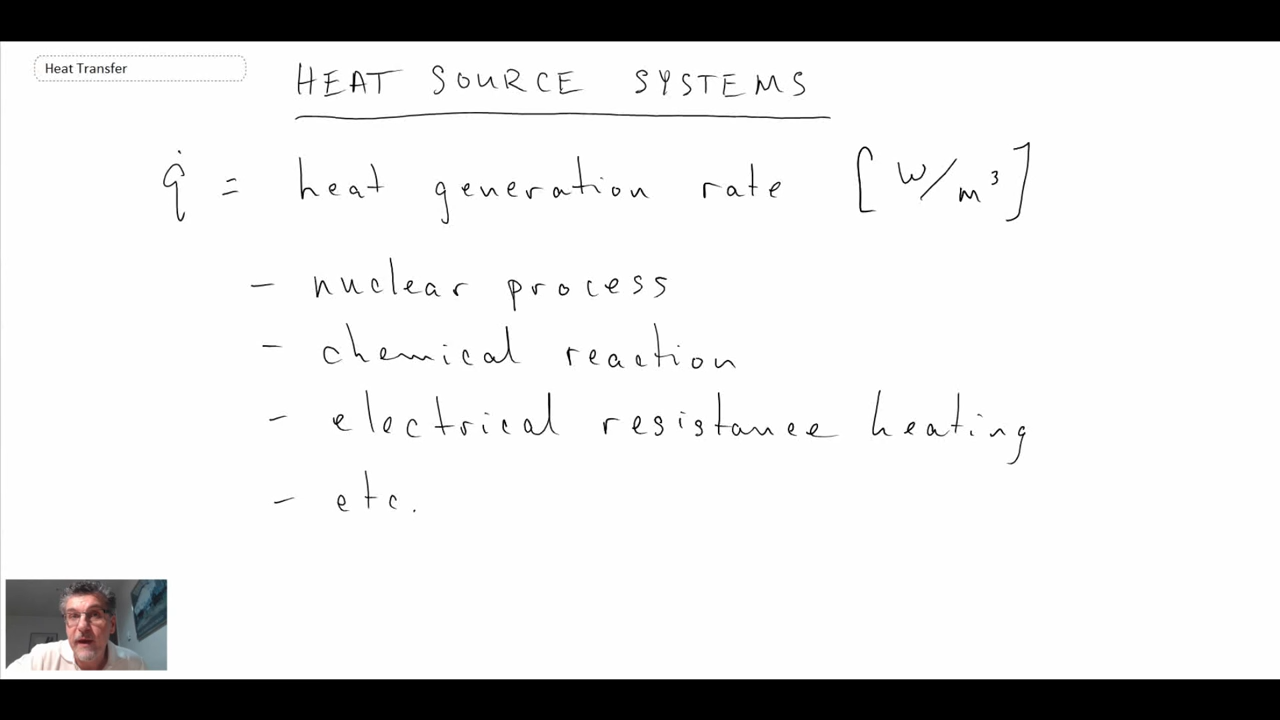 Heat Transfer
HEAT SOURCE SYSTEMS
q̇ = heat generation rate [W/m³]
- nuclear process
- chemical reaction
- electrical resistance heating
- etc.